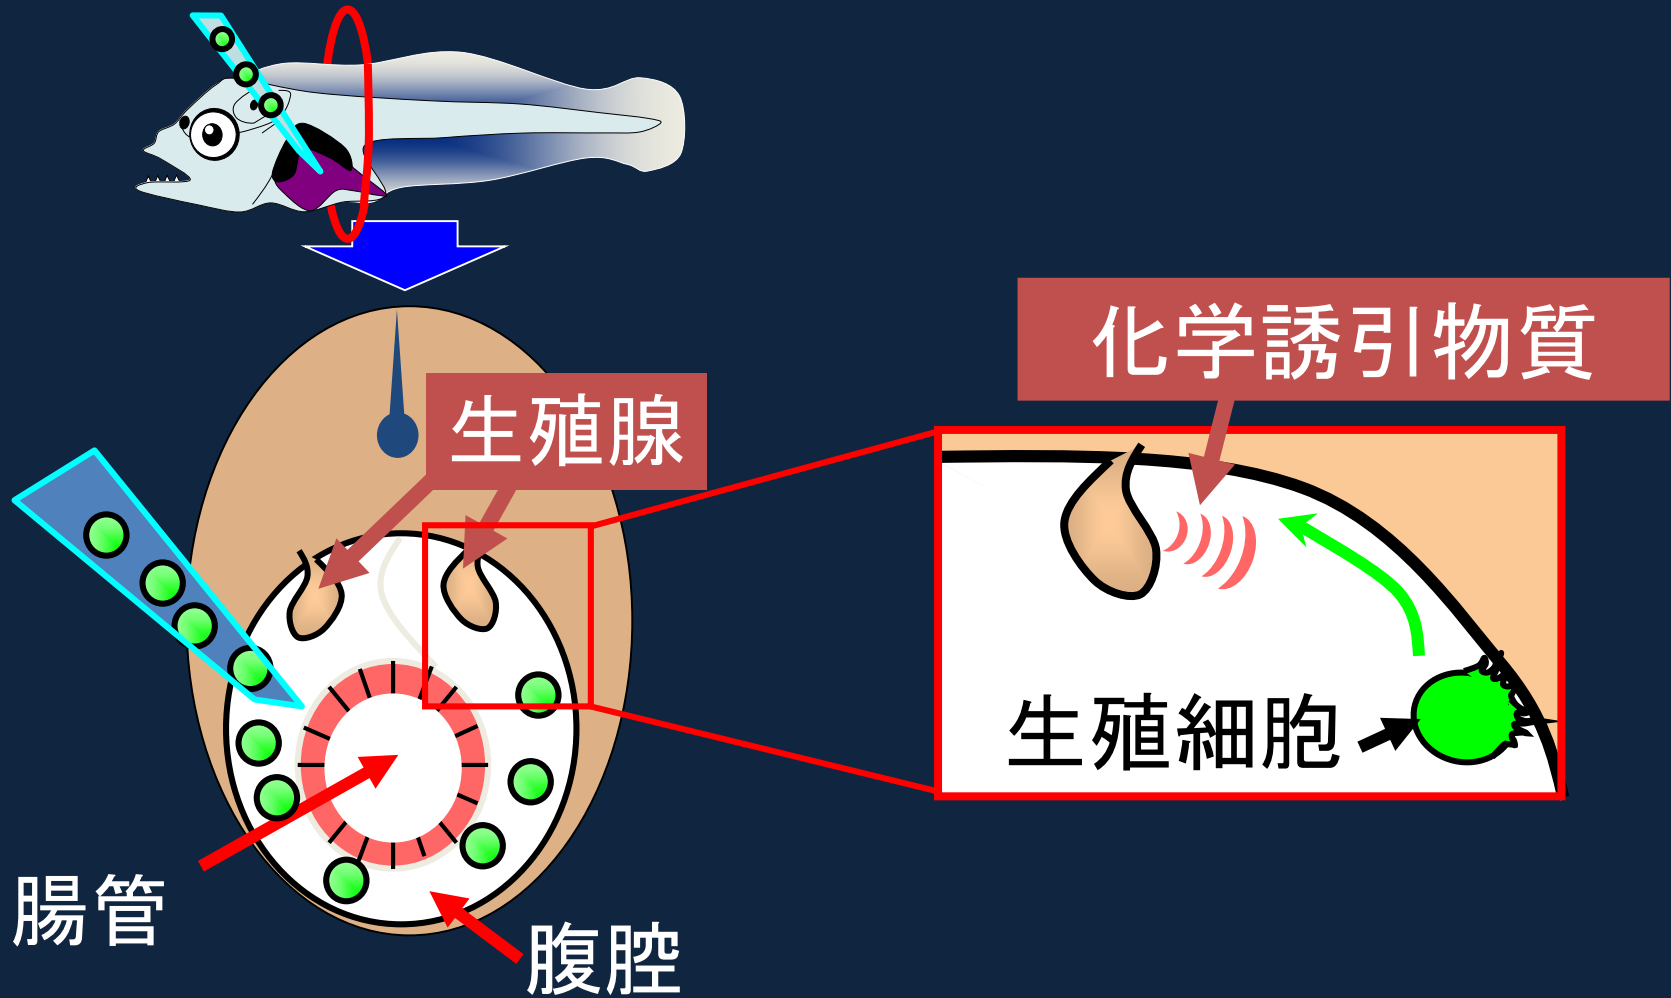 化学誘引物質
生殖腺
生殖細胞
腸管
腹腔